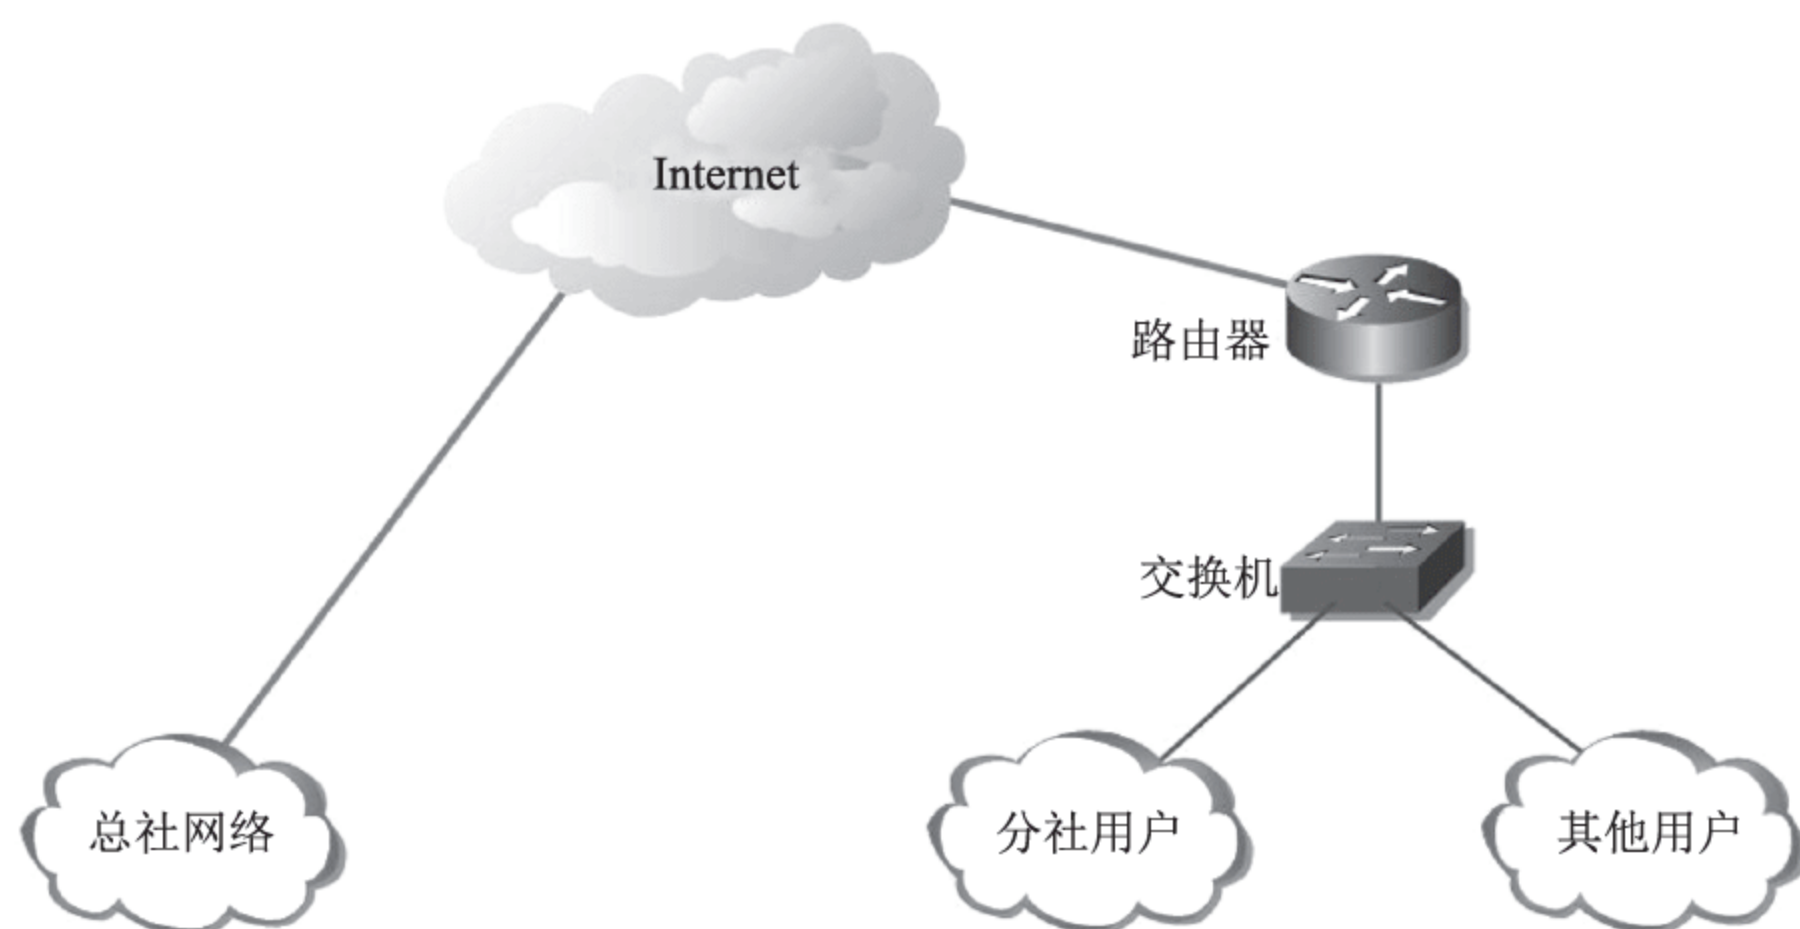 Internet
路由器
交换机
总社网络
分社用户
其他用户